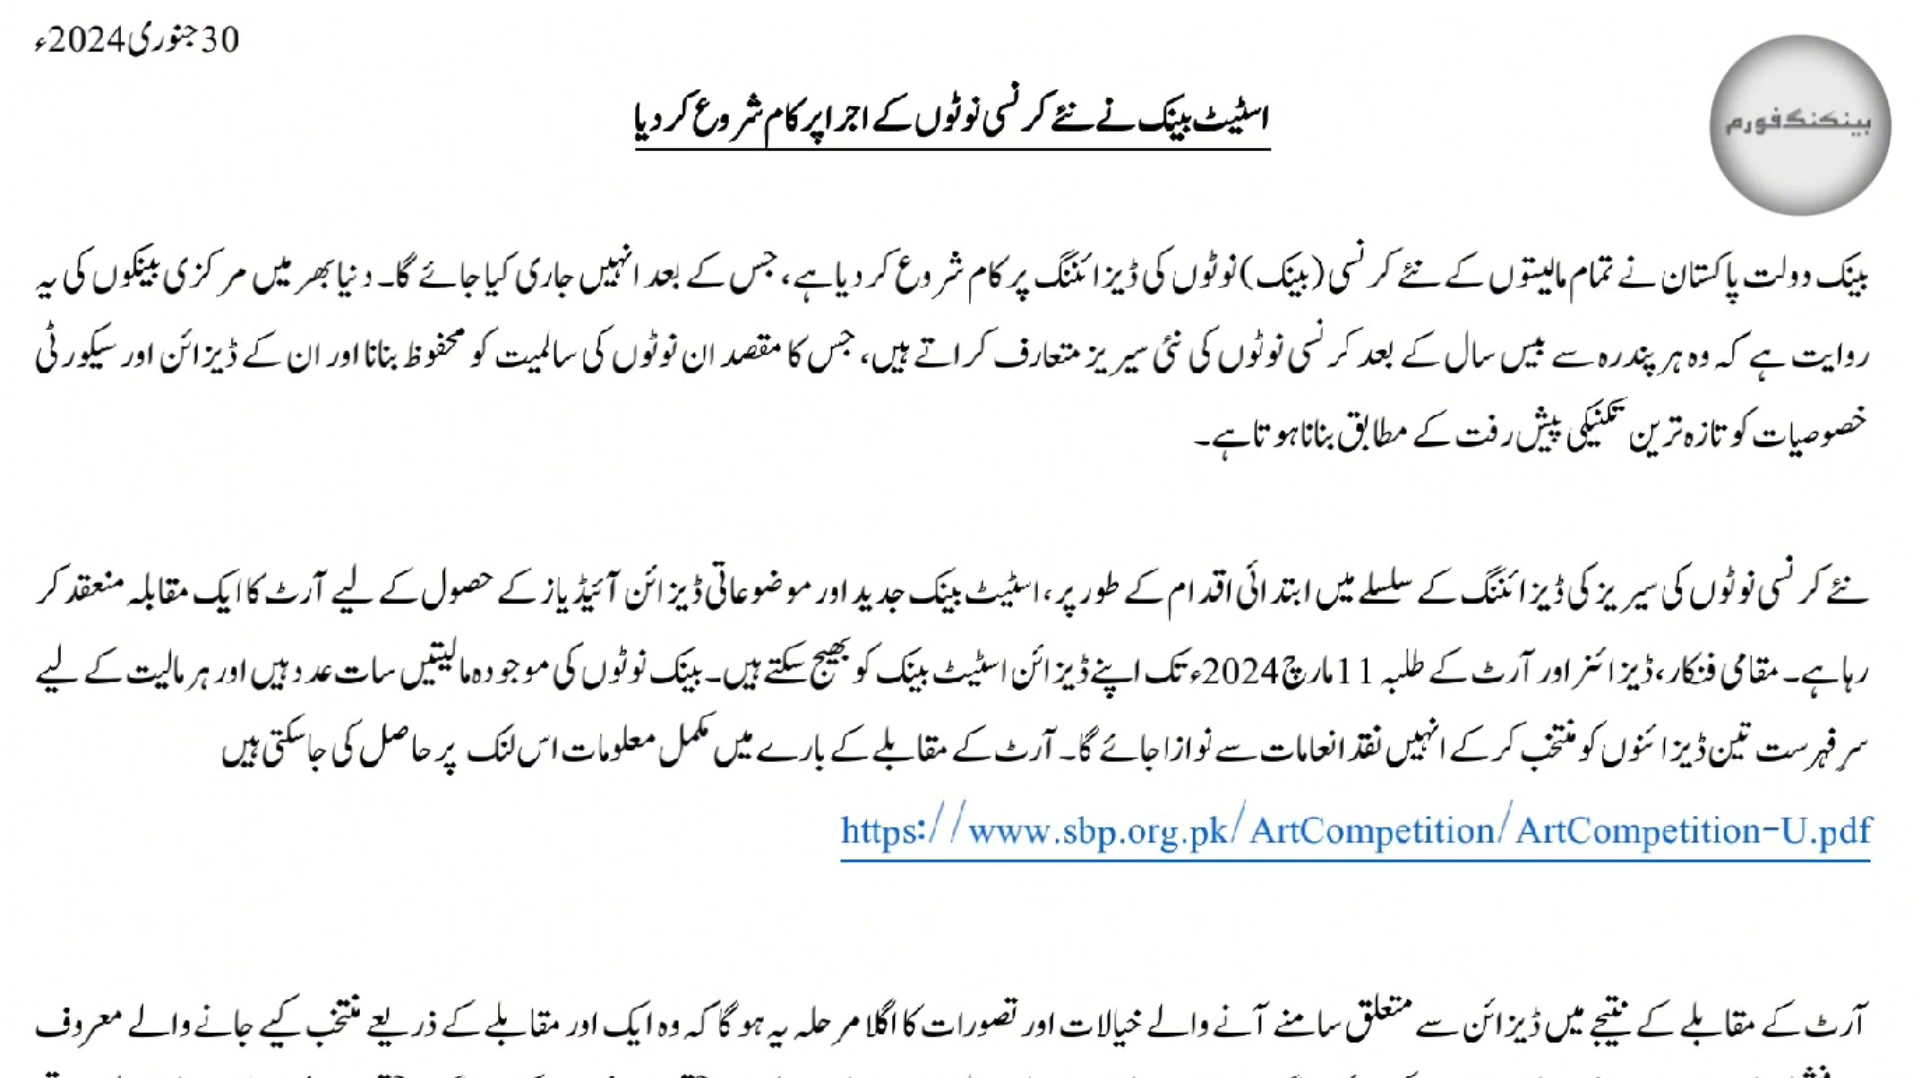 30 جنوری 2024ء
بینکنگ فورم
اسٹیٹ بینک نے نئے کرنسی نوٹوں کے اجرا پر کام شروع کر دیا
بینک دولت پاکستان نے تمام مالیتوں کے نئے کرنسی (بینک) نوٹوں کی ڈیزائننگ پر کام شروع کر دیا ہے، جس کے بعد انہیں جاری کیا جائے گا۔ دنیا بھر میں مرکزی بینکوں کی یہ
روایت ہے کہ وہ ہر پندرہ سے بیس سال کے بعد کرنسی نوٹوں کی نئی سیریز متعارف کراتے ہیں، جس کا مقصد ان نوٹوں کی سالمیت کو محفوظ بنانا اور ان کے ڈیزائن اور سیکورٹی
خصوصیات کو تازہ ترین تکنیکی پیش رفت کے مطابق بنانا ہوتا ہے۔
نئے کرنسی نوٹوں کی سیریز کی ڈیزائننگ کے سلسلے میں ابتدائی اقدام کے طور پر، اسٹیٹ بینک جدید اور موضوعاتی ڈیزائن آئیڈیاز کے حصول کے لیے آرٹ کا ایک مقابلہ منعقد کر
رہا ہے۔ مقامی فنکار، ڈیزائنر اور آرٹ کے طلبہ 11 مارچ 2024ء تک اپنے ڈیزائن اسٹیٹ بینک کو بھیج سکتے ہیں۔ بینک نوٹوں کی موجودہ مالیتیں سات عدد ہیں اور ہر مالیت کے لیے
سرِ فہرست تین ڈیزائنوں کو منتخب کر کے انہیں نقد انعامات سے نوازا جائے گا۔ آرٹ کے مقابلے کے بارے میں مکمل معلومات اس لنک پر حاصل کی جا سکتی ہیں
https://www.sbp.org.pk/ArtCompetition/ArtCompetition-U.pdf
آرٹ کے مقابلے کے نتیجے میں ڈیزائن سے متعلق سامنے آنے والے خیالات اور تصورات کا اگلا مرحلہ یہ ہو گا کہ وہ ایک اور مقابلے کے ذریعے منتخب کیے جانے والے معروف